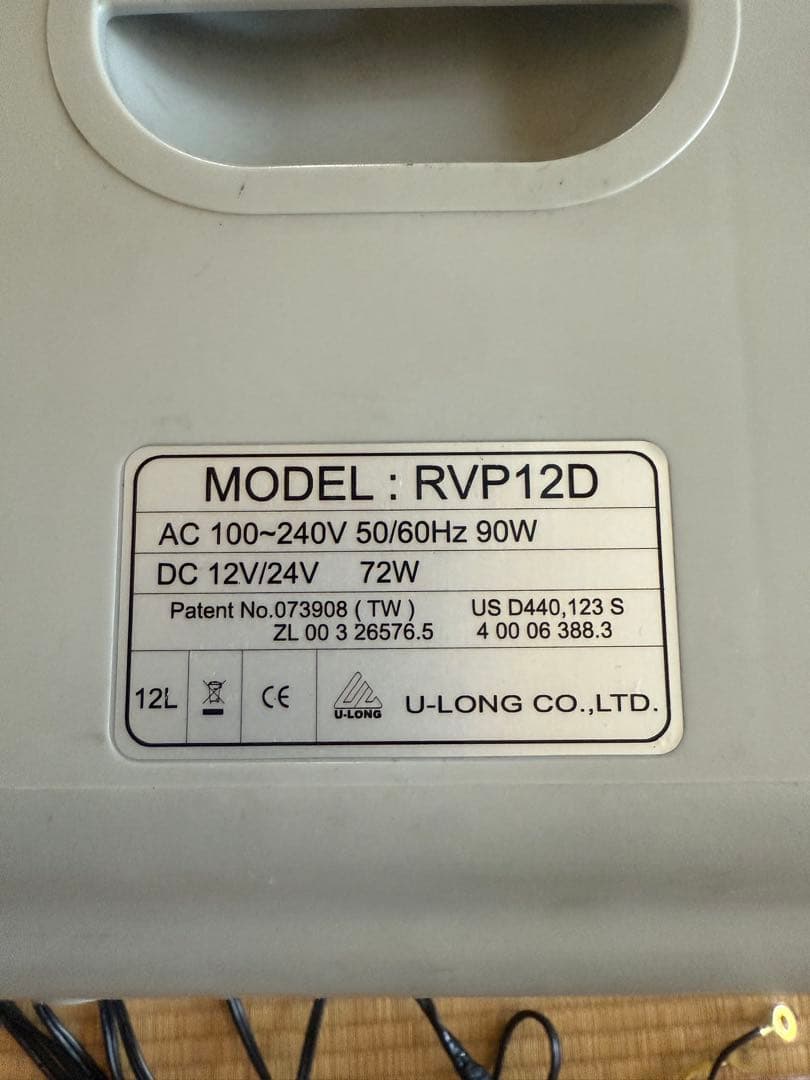 MODEL : RVP12D
AC 100~240V 50/60Hz 90W
DC 12V/24V 72W
Patent No.073908 ( TW ) US D440,123 S
ZL 00 3 26576.5 4 00 06 388.3
12L CE U-LONG U-LONG CO.,LTD.